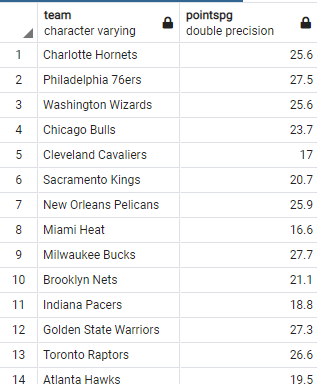 team pointspg
character varying double precision
1 Charlotte Hornets 25.6
2 Philadelphia 76ers 27.5
3 Washington Wizards 25.6
4 Chicago Bulls 23.7
5 Cleveland Cavaliers 17
6 Sacramento Kings 20.7
7 New Orleans Pelicans 25.9
8 Miami Heat 16.6
9 Milwaukee Bucks 27.7
10 Brooklyn Nets 21.1
11 Indiana Pacers 18.8
12 Golden State Warriors 27.3
13 Toronto Raptors 26.6
14 Atlanta Hawks 19.5